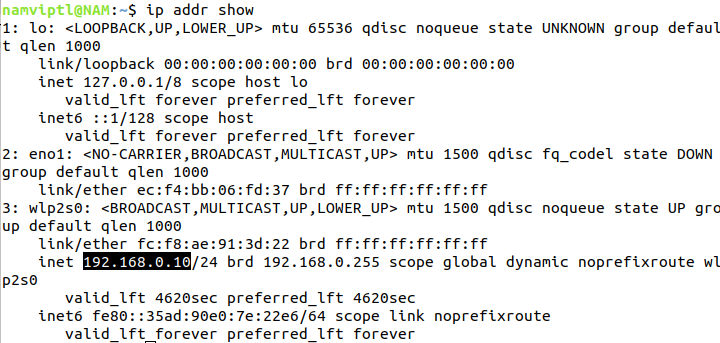 namviptl@NAM:~$ ip addr show
1: lo: <LOOPBACK,UP,LOWER_UP> mtu 65536 qdisc noqueue state UNKNOWN group defaul
t qlen 1000
    link/loopback 00:00:00:00:00:00 brd 00:00:00:00:00:00
    inet 127.0.0.1/8 scope host lo
       valid_lft forever preferred_lft forever
    inet6 ::1/128 scope host
       valid_lft forever preferred_lft forever
2: eno1: <NO-CARRIER,BROADCAST,MULTICAST,UP> mtu 1500 qdisc fq_codel state DOWN
group default qlen 1000
    link/ether ec:f4:bb:06:fd:37 brd ff:ff:ff:ff:ff:ff
3: wlp2s0: <BROADCAST,MULTICAST,UP,LOWER_UP> mtu 1500 qdisc noqueue state UP gro
up default qlen 1000
    link/ether fc:f8:ae:91:3d:22 brd ff:ff:ff:ff:ff:ff
    inet 192.168.0.10/24 brd 192.168.0.255 scope global dynamic noprefixroute wl
p2s0
       valid_lft 4620sec preferred_lft 4620sec
    inet6 fe80::35ad:90e0:7e:22e6/64 scope link noprefixroute
       valid_lft forever preferred_lft forever